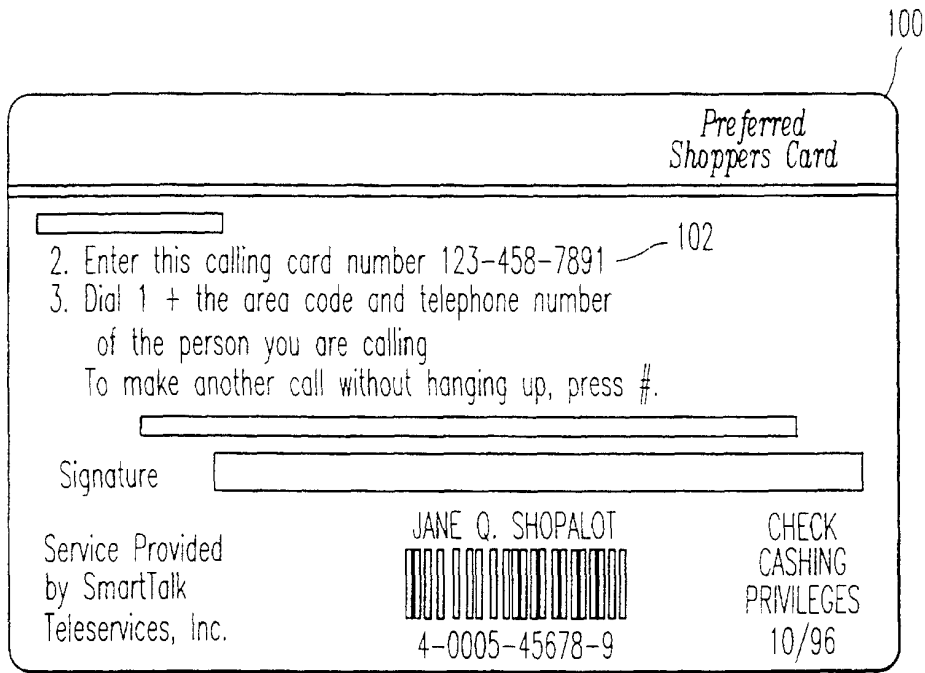 100
Preferred
Shoppers Card
2. Enter this calling card number 123-458-7891
102
3. Dial 1 + the area code and telephone number
of the person you are calling
To make another call without hanging up, press #.
Signature
Service Provided
by SmartTalk
Teleservices, Inc.
JANE Q. SHOPALOT
4-0005-45678-9
CHECK
CASHING
PRIVILEGES
10/96